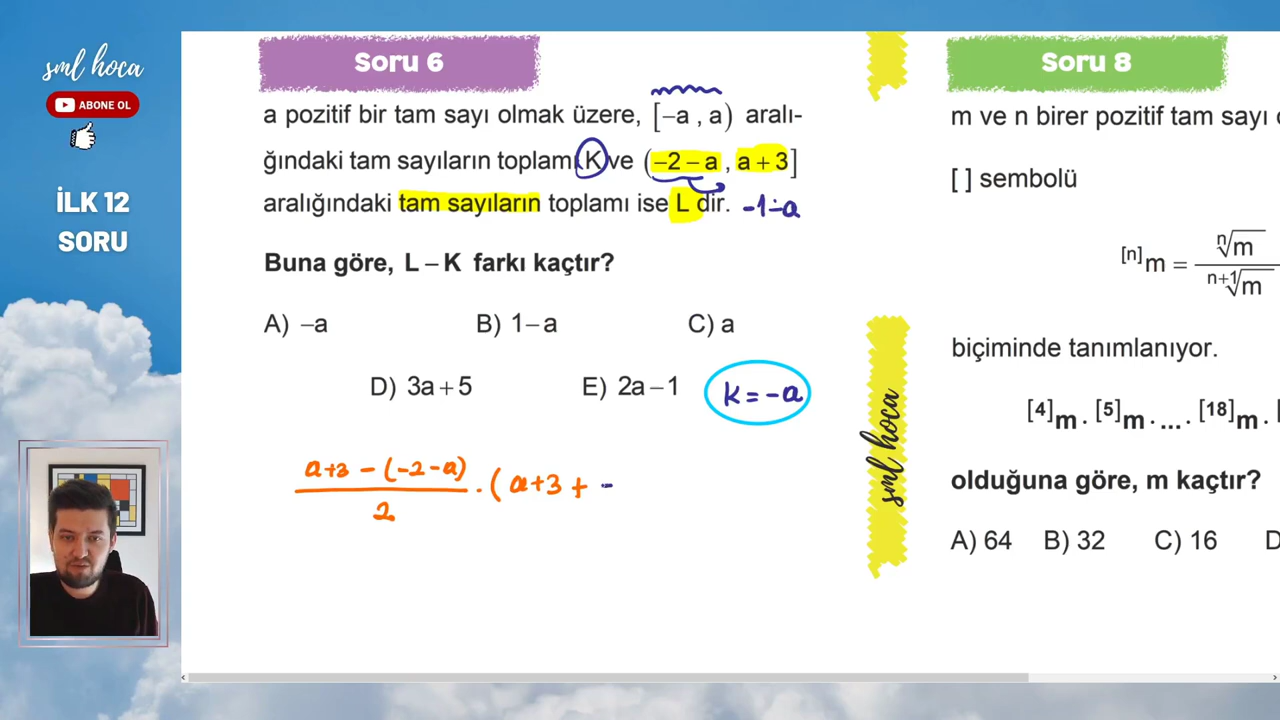 sml hoca
ABONE OL
İLK 12
SORU
Soru 6
a pozitif bir tam sayı olmak üzere, [−a , a) aralı-
ğındaki tam sayıların toplamı K ve (−2 − a , a + 3]
aralığındaki tam sayıların toplamı ise L dir. -1-a
Buna göre, L − K farkı kaçtır?
A) −a B) 1 − a C) a
D) 3a + 5 E) 2a − 1
K = -a
a+3 - (-2-a) / 2 . (a+3 + -
sml hoca
Soru 8
m ve n birer pozitif tam sayı
[ ] sembolü
[n]m = ⁿ√m / ⁿ⁺¹√m
biçiminde tanımlanıyor.
[4]m . [5]m . ... . [18]m . [
olduğuna göre, m kaçtır?
A) 64 B) 32 C) 16 D